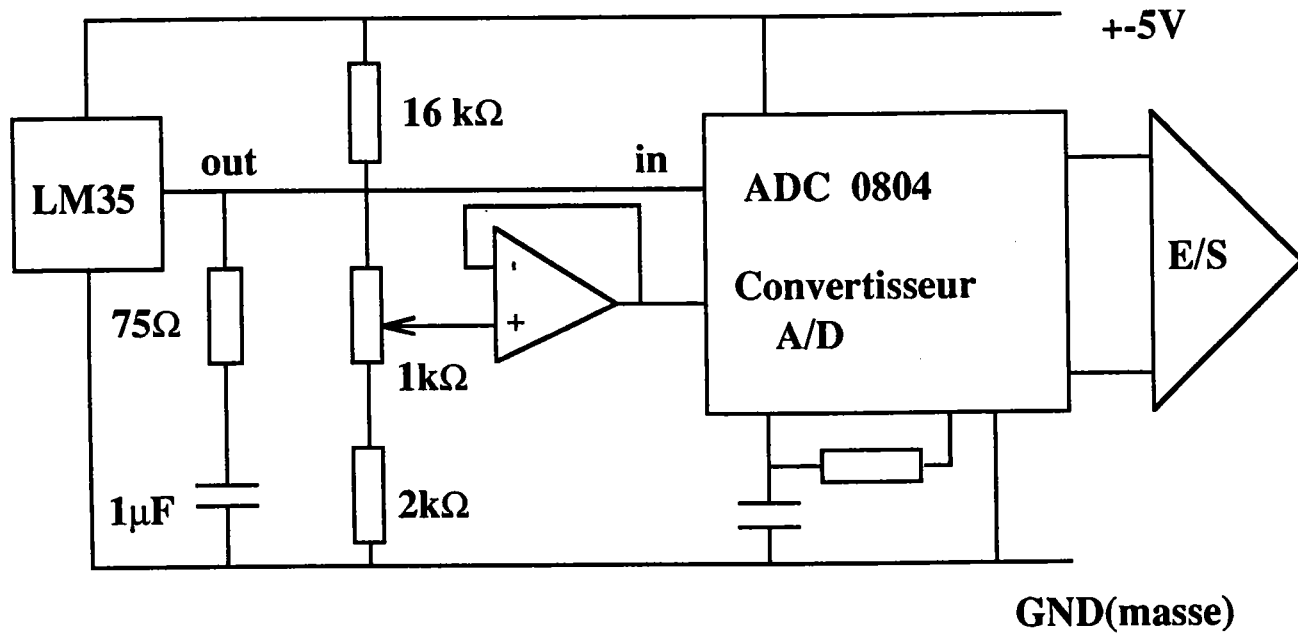 +-5V
16 kΩ
out
in
LM35
ADC 0804
E/S
-
Convertisseur
75Ω
+
A/D
1kΩ
1µF
2kΩ
GND(masse)